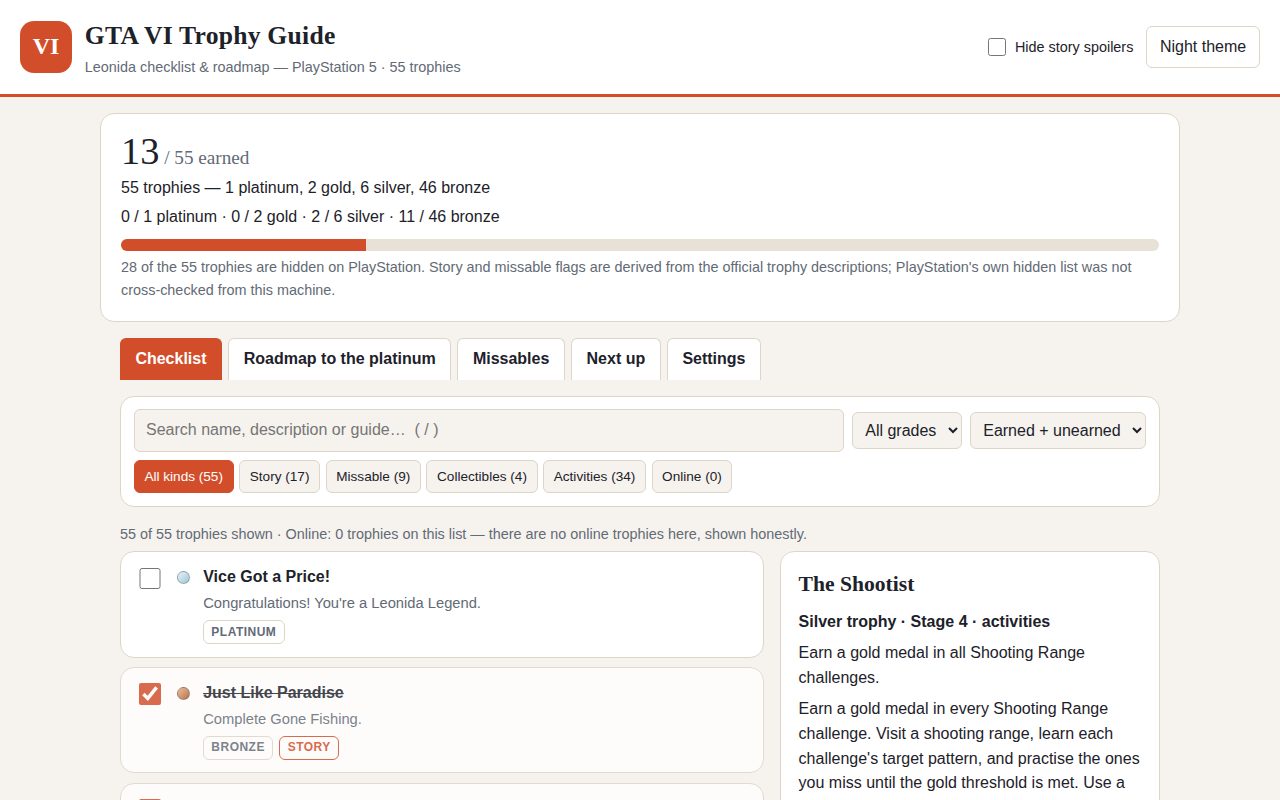 VI
GTA VI Trophy Guide
Leonida checklist & roadmap — PlayStation 5 · 55 trophies
Hide story spoilers
Night theme
13 / 55 earned
55 trophies — 1 platinum, 2 gold, 6 silver, 46 bronze
0 / 1 platinum · 0 / 2 gold · 2 / 6 silver · 11 / 46 bronze
28 of the 55 trophies are hidden on PlayStation. Story and missable flags are derived from the official trophy descriptions; PlayStation's own hidden list was not
cross-checked from this machine.
Checklist
Roadmap to the platinum
Missables
Next up
Settings
Search name, description or guide… ( / )
All grades
Earned + unearned
All kinds (55)
Story (17)
Missable (9)
Collectibles (4)
Activities (34)
Online (0)
55 of 55 trophies shown · Online: 0 trophies on this list — there are no online trophies here, shown honestly.
Vice Got a Price!
Congratulations! You're a Leonida Legend.
PLATINUM
Just Like Paradise
Complete Gone Fishing.
BRONZE
STORY
The Shootist
Silver trophy · Stage 4 · activities
Earn a gold medal in all Shooting Range
challenges.
Earn a gold medal in every Shooting Range
challenge. Visit a shooting range, learn each
challenge's target pattern, and practise the ones
you miss until the gold threshold is met. Use a